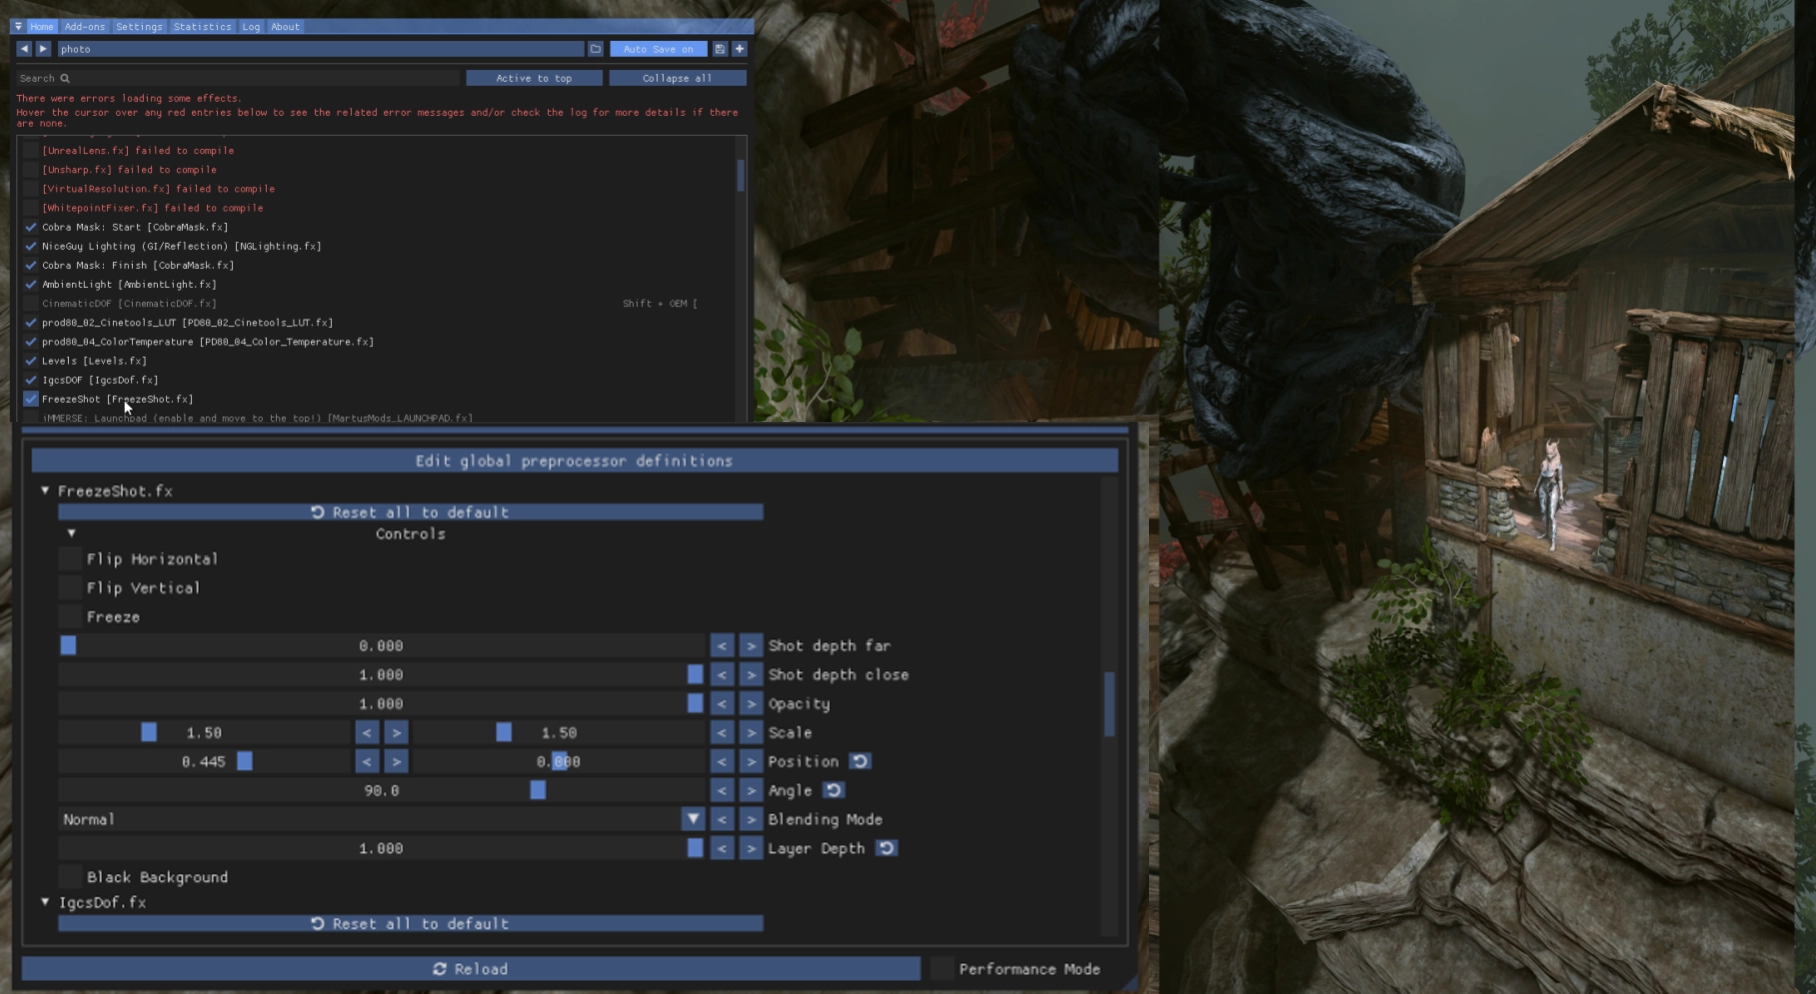 Home Add-ons Settings Statistics Log About
photo Auto Save on
Search Active to top Collapse all
There were errors loading some effects.
Hover the cursor over any red entries below to see the related error messages and/or check the log for more details if there
are none.
[UnrealLens.fx] failed to compile
[Unsharp.fx] failed to compile
[VirtualResolution.fx] failed to compile
[WhitepointFixer.fx] failed to compile
Cobra Mask: Start [CobraMask.fx]
NiceGuy Lighting (GI/Reflection) [NGLighting.fx]
Cobra Mask: Finish [CobraMask.fx]
AmbientLight [AmbientLight.fx]
CinematicDOF [CinematicDOF.fx] Shift + OEM [
prod80_02_Cinetools_LUT [PD80_02_Cinetools_LUT.fx]
prod80_04_ColorTemperature [PD80_04_Color_Temperature.fx]
Levels [Levels.fx]
IgcsDOF [IgcsDof.fx]
FreezeShot [FreezeShot.fx]
iMMERSE: Launchpad (enable and move to the top!) [MartysMods_LAUNCHPAD.fx]
Edit global preprocessor definitions
FreezeShot.fx
Reset all to default
Controls
Flip Horizontal
Flip Vertical
Freeze
0.000 < > Shot depth far
1.000 < > Shot depth close
1.000 < > Opacity
1.50 < > 1.50 < > Scale
0.445 < > 0.000 < > Position
90.0 < > Angle
Normal < > Blending Mode
1.000 < > Layer Depth
Black Background
IgcsDof.fx
Reset all to default
Reload Performance Mode